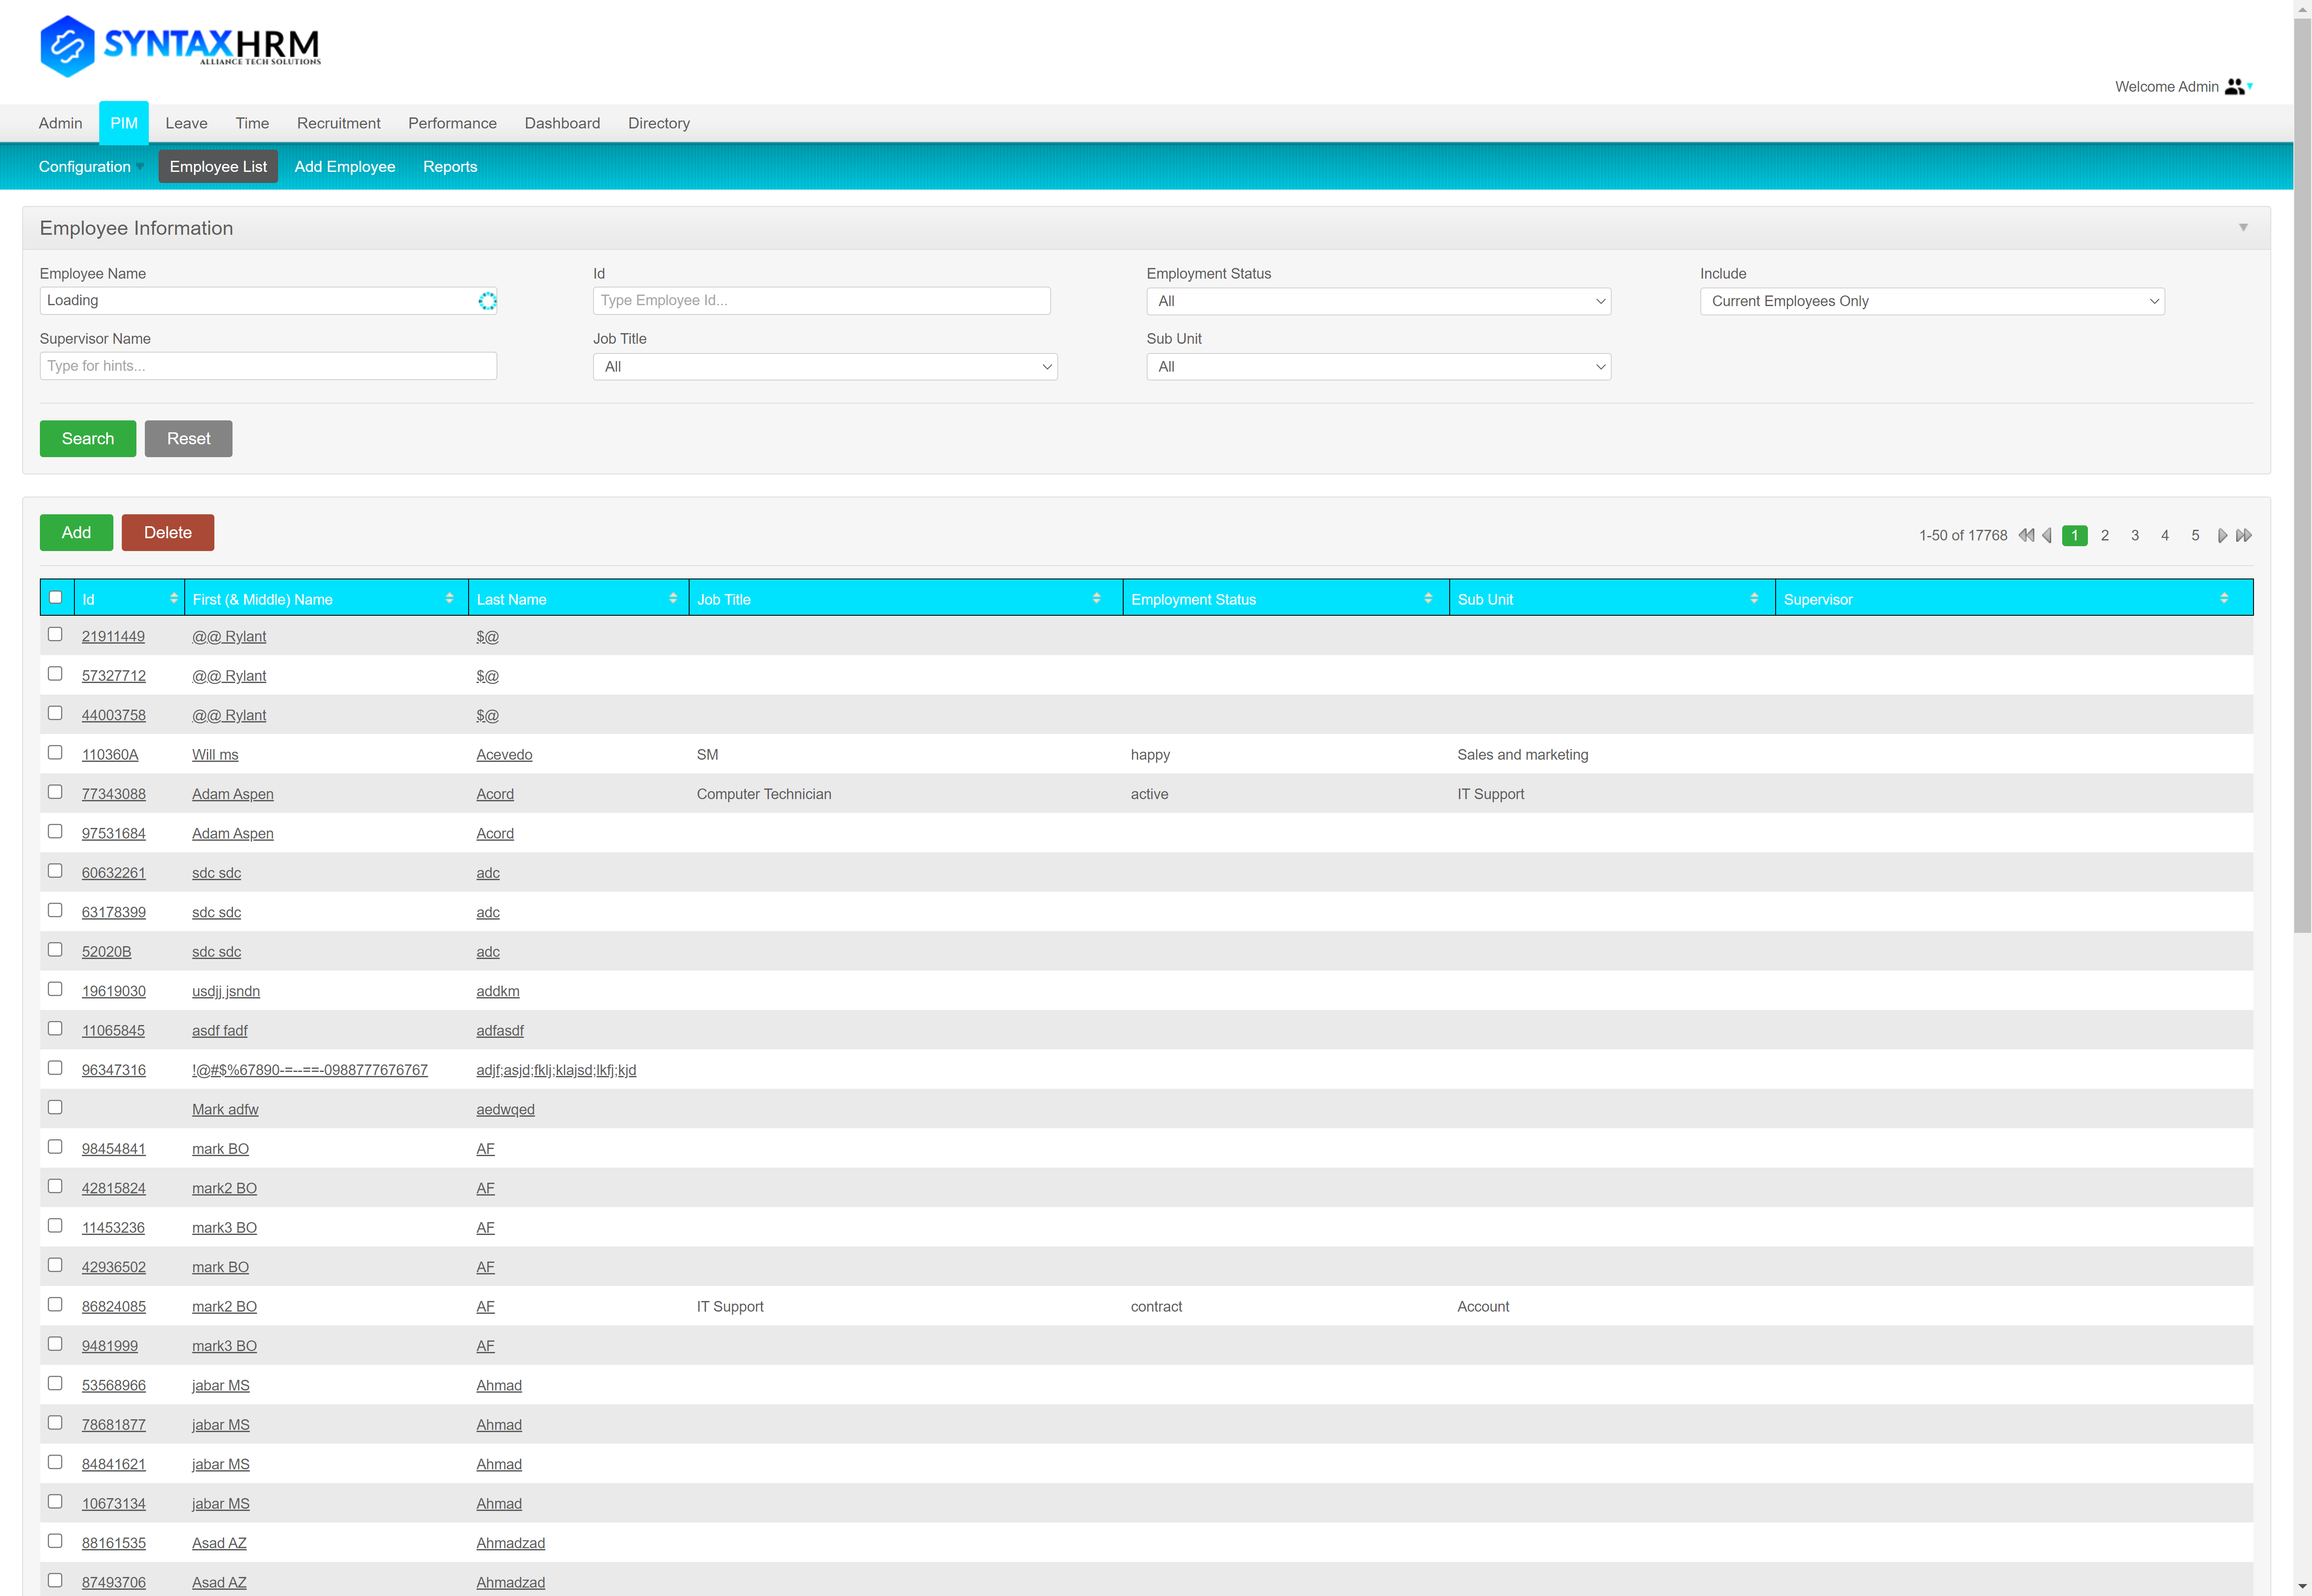 SYNTAXHRM
ALLIANCE TECH SOLUTIONS
Welcome Admin
Admin PIM Leave Time Recruitment Performance Dashboard Directory
Configuration Employee List Add Employee Reports
Employee Information
Employee Name Id Employment Status Include
Loading Type Employee Id... All Current Employees Only
Supervisor Name Job Title Sub Unit
Type for hints... All All
Search Reset
Add Delete 1-50 of 17768 1 2 3 4 5
Id First (& Middle) Name Last Name Job Title Employment Status Sub Unit Supervisor
21911449 @@ Rylant $@
57327712 @@ Rylant $@
44003758 @@ Rylant $@
110360A Will ms Acevedo SM happy Sales and marketing
77343088 Adam Aspen Acord Computer Technician active IT Support
97531684 Adam Aspen Acord
60632261 sdc sdc adc
63178399 sdc sdc adc
52020B sdc sdc adc
19619030 usdjj jsndn addkm
11065845 asdf fadf adfasdf
96347316 !@#$%67890-=--==-0988777676767 adjf;asjd;fklj;klajsd;lkfj;kjd
Mark adfw aedwqed
98454841 mark BO AF
42815824 mark2 BO AF
11453236 mark3 BO AF
42936502 mark BO AF
86824085 mark2 BO AF IT Support contract Account
9481999 mark3 BO AF
53568966 jabar MS Ahmad
78681877 jabar MS Ahmad
84841621 jabar MS Ahmad
10673134 jabar MS Ahmad
88161535 Asad AZ Ahmadzad
87493706 Asad AZ Ahmadzad